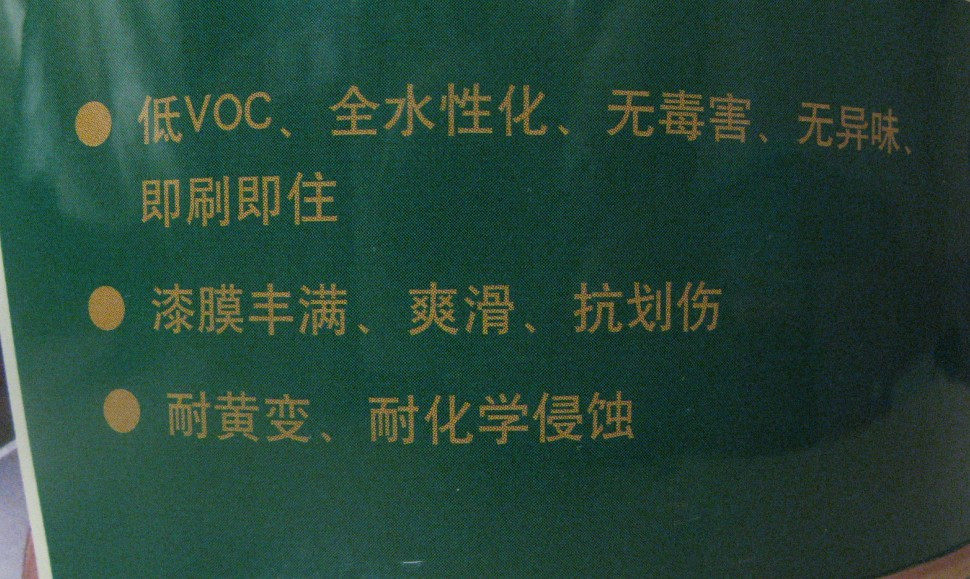 ●低VOC、全水性化、无毒害、无异味、
即刷即住
●漆膜丰满、爽滑、抗划伤
●耐黄变、耐化学侵蚀